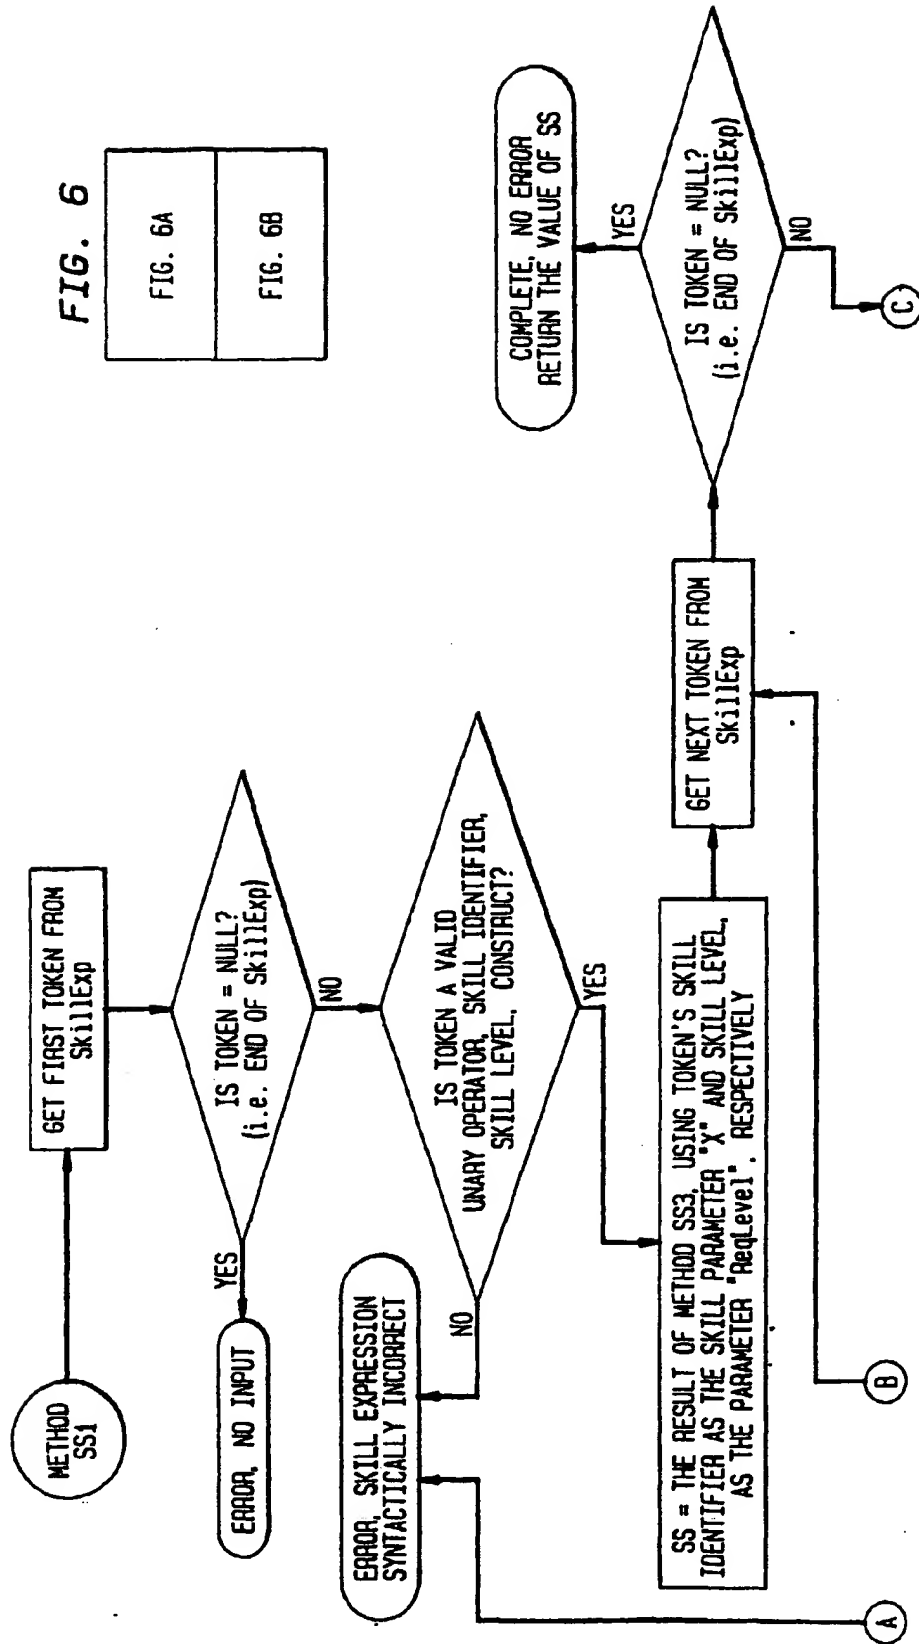 FIG. 6
FIG. 6A
FIG. 6B
METHOD
SS1
GET FIRST TOKEN FROM
SkillExp
IS TOKEN = NULL?
(i.e. END OF SkillExp)
YES
ERROR, NO INPUT
NO
IS TOKEN A VALID
UNARY OPERATOR, SKILL IDENTIFIER,
SKILL LEVEL, CONSTRUCT?
NO
ERROR, SKILL EXPRESSION
SYNTACTICALLY INCORRECT
YES
SS = THE RESULT OF METHOD SS3, USING TOKEN'S SKILL
IDENTIFIER AS THE SKILL PARAMETER "X" AND SKILL LEVEL,
AS THE PARAMETER "ReqLevel", RESPECTIVELY
GET NEXT TOKEN FROM
SkillExp
IS TOKEN = NULL?
(i.e. END OF SkillExp)
YES
COMPLETE, NO ERROR
RETURN THE VALUE OF SS
NO
A
B
C